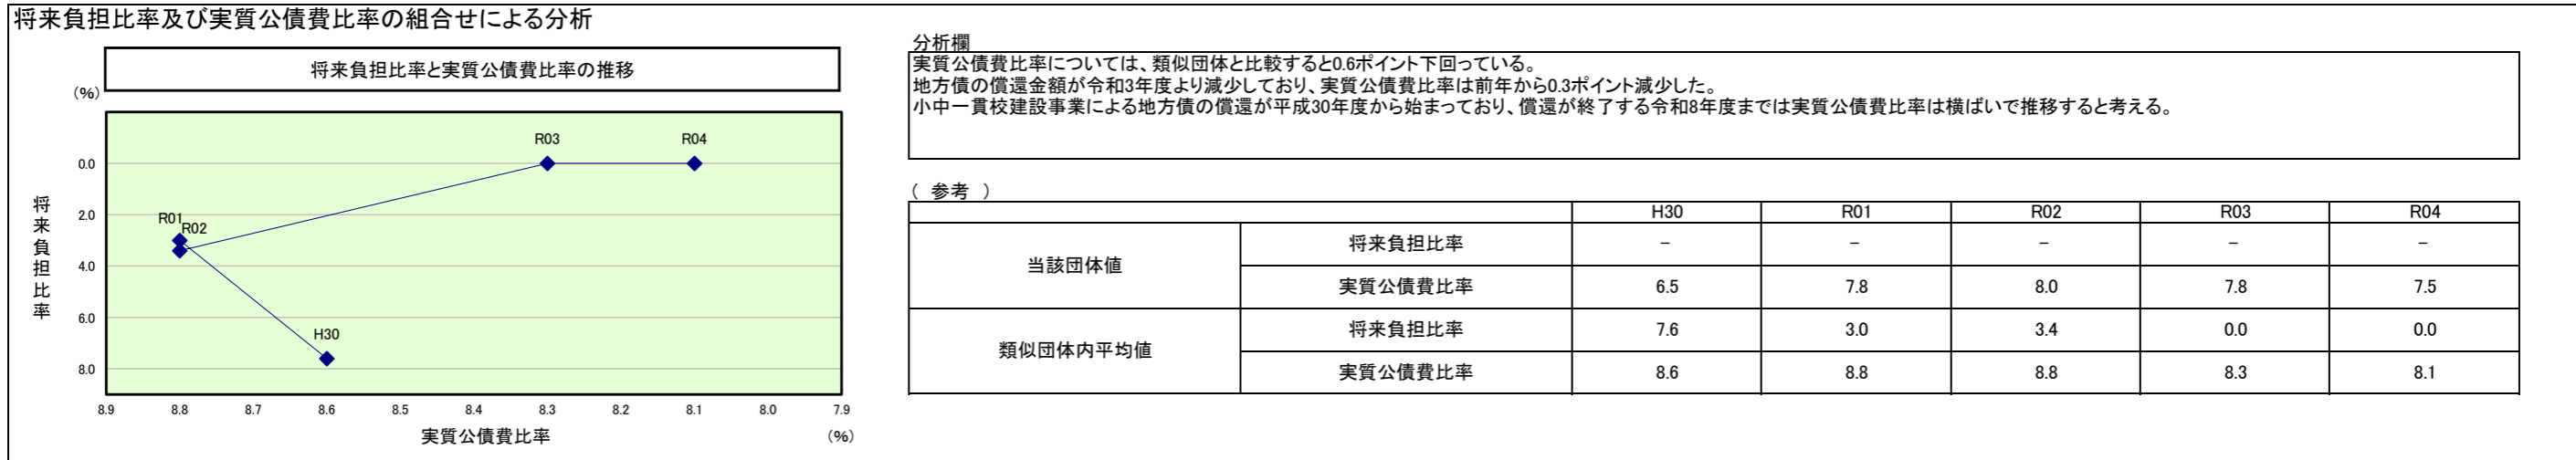 将来負担比率及び実質公債費比率の組合せによる分析
将来負担比率と実質公債費比率の推移
(%)
0.0
2.0
4.0
6.0
8.0
将来負担比率
R03
R04
R01
R02
H30
8.9 8.8 8.7 8.6 8.5 8.4 8.3 8.2 8.1 8.0 7.9
実質公債費比率
(%)
分析欄
実質公債費比率については、類似団体と比較すると0.6ポイント下回っている。
地方債の償還金額が令和3年度より減少しており、実質公債費比率は前年から0.3ポイント減少した。
小中一貫校建設事業による地方債の償還が平成30年度から始まっており、償還が終了する令和8年度までは実質公債費比率は横ばいで推移すると考える。
( 参考 )
H30 R01 R02 R03 R04
当該団体値
将来負担比率 － － － － －
実質公債費比率 6.5 7.8 8.0 7.8 7.5
類似団体内平均値
将来負担比率 7.6 3.0 3.4 0.0 0.0
実質公債費比率 8.6 8.8 8.8 8.3 8.1